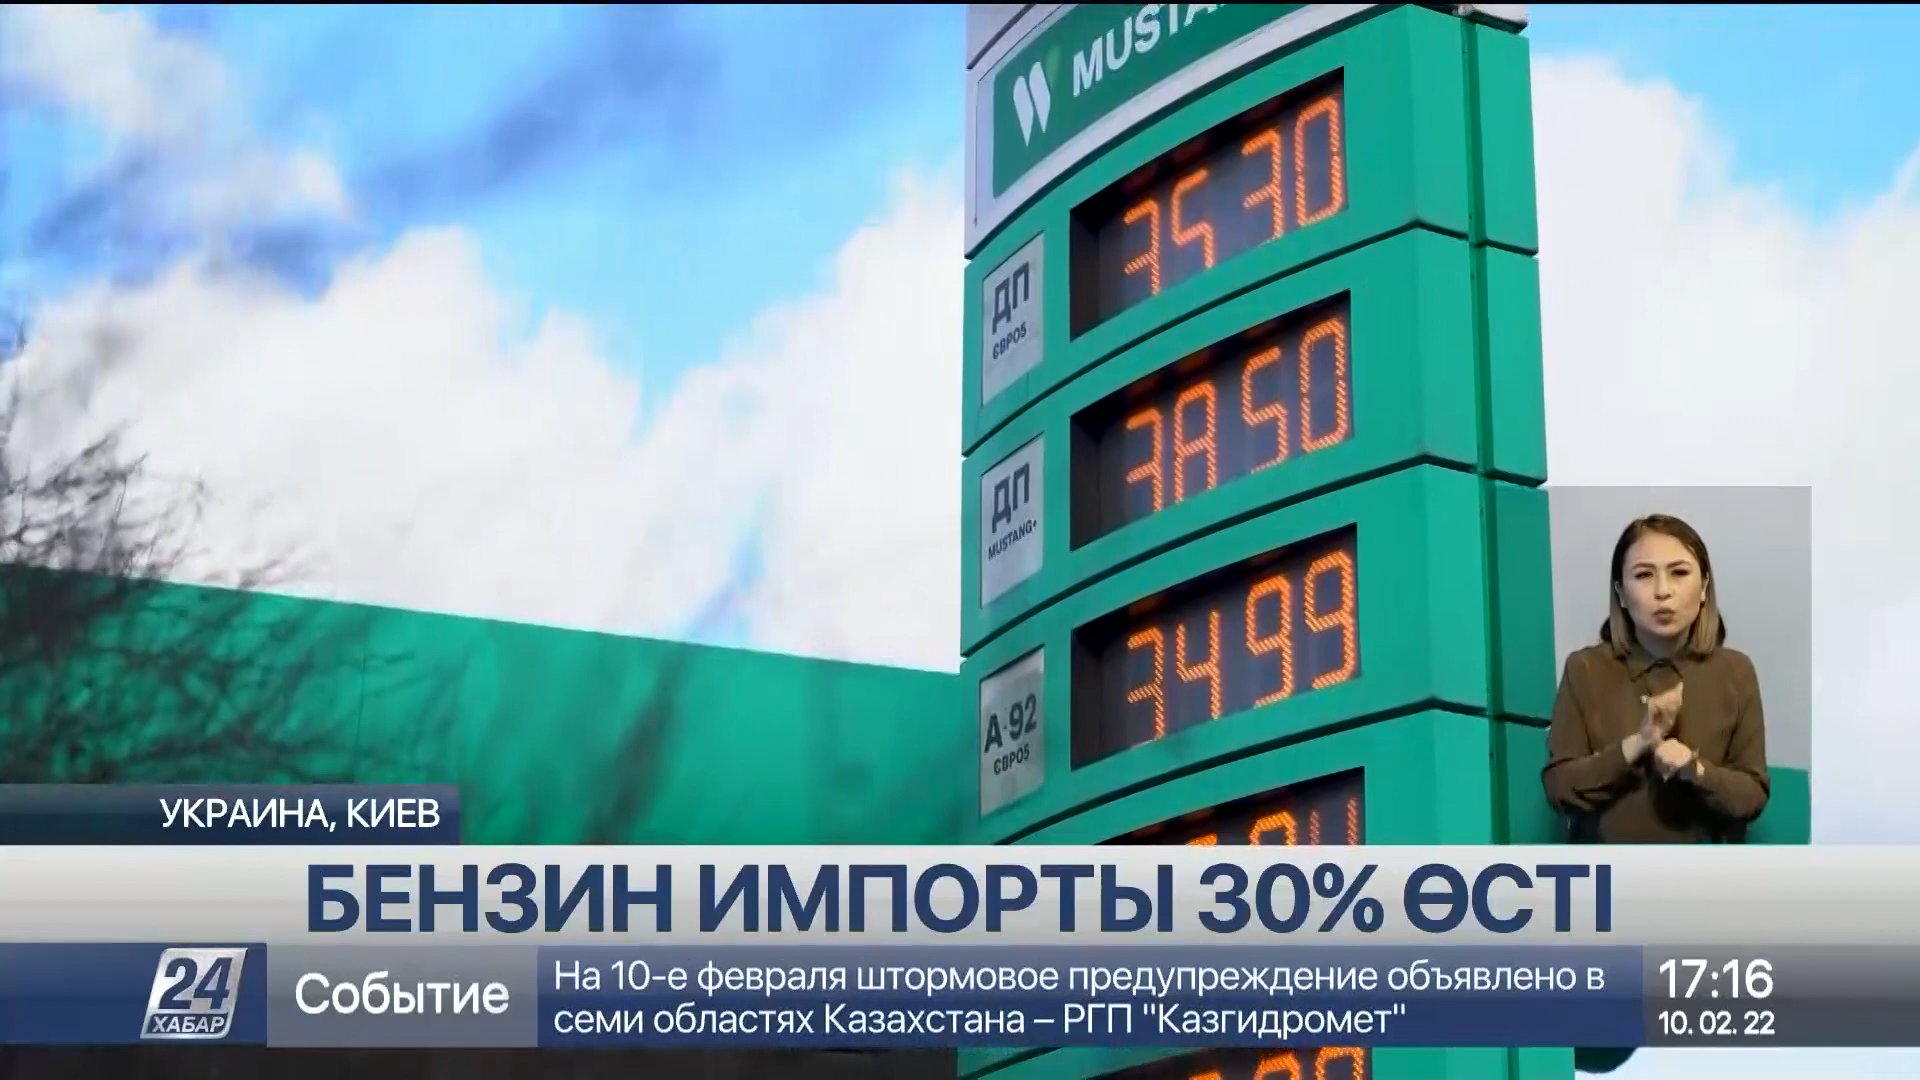 MUSTA
35.30
ДП
ЄВРО5
38.50
ДП
MUSTANG+
34.99
А-92
ЄВРО5
УКРАИНА, КИЕВ
БЕНЗИН ИМПОРТЫ 30% ӨСТІ
24
ХАБАР
Событие
На 10-е февраля штормовое предупреждение объявлено в
семи областях Казахстана – РГП "Казгидромет"
17:16
10. 02. 22